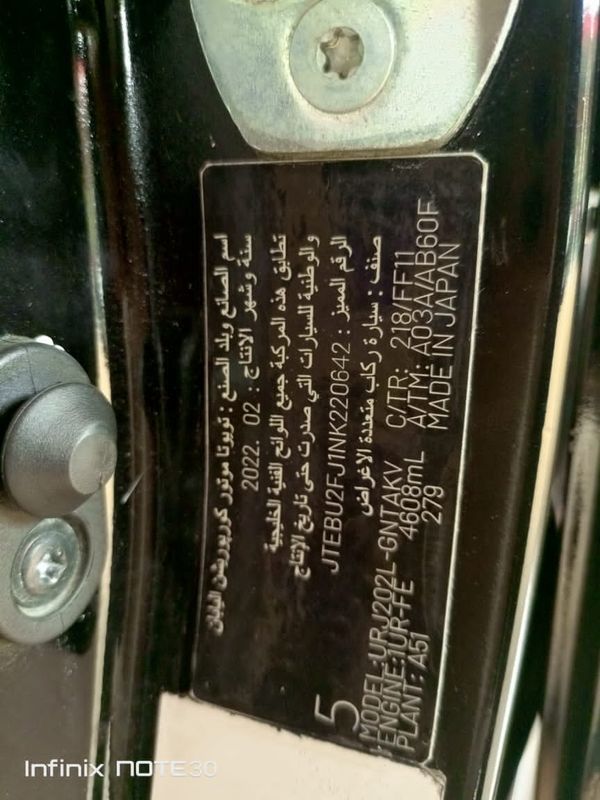 اسم الصانع وبلد الصنع : تويوتا موتور كوربوريشن اليابان
سنة وشهر الانتاج : 2022. 02
تطابق هذه المركبة جميع اللوائح الفنية الخليجية
والوطنية للسيارات التي صدرت حتى تاريخ الإنتاج
الرقم المميز : JTEBU2FJ1NK220642
صنف : سيارة ركاب متعددة الاغراض
5
MODEL:URJ202L-GNTAKV C/TR: 218/FF11
ENGINE:1UR-FE 4608mL A/TM: A03A/AB60F
PLANT: A51 279 MADE IN JAPAN
Infinix NOTE30